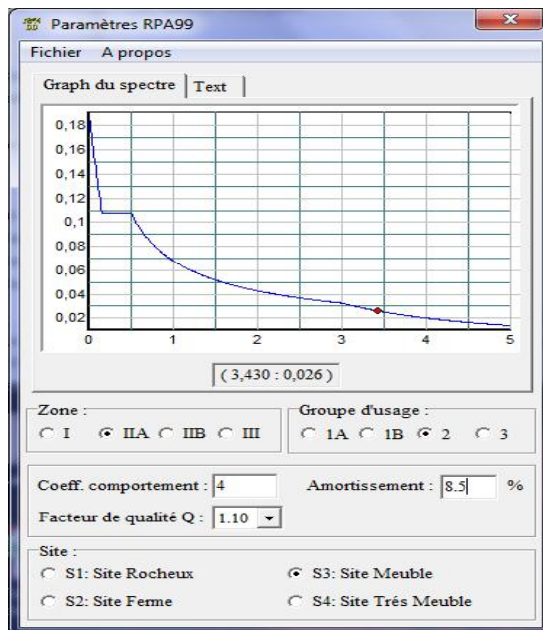 Paramètres RPA99
Fichier A propos
Graph du spectre Text
0,18
0,16
0,14
0,12
0,1
0,08
0,06
0,04
0,02
0 1 2 3 4 5
( 3,430 : 0,026 )
Zone : Groupe d'usage :
I IIA IIB III 1A 1B 2 3
Coeff. comportement : 4 Amortissement : 8.5 %
Facteur de qualité Q : 1.10
Site :
S1: Site Rocheux S3: Site Meuble
S2: Site Ferme S4: Site Trés Meuble